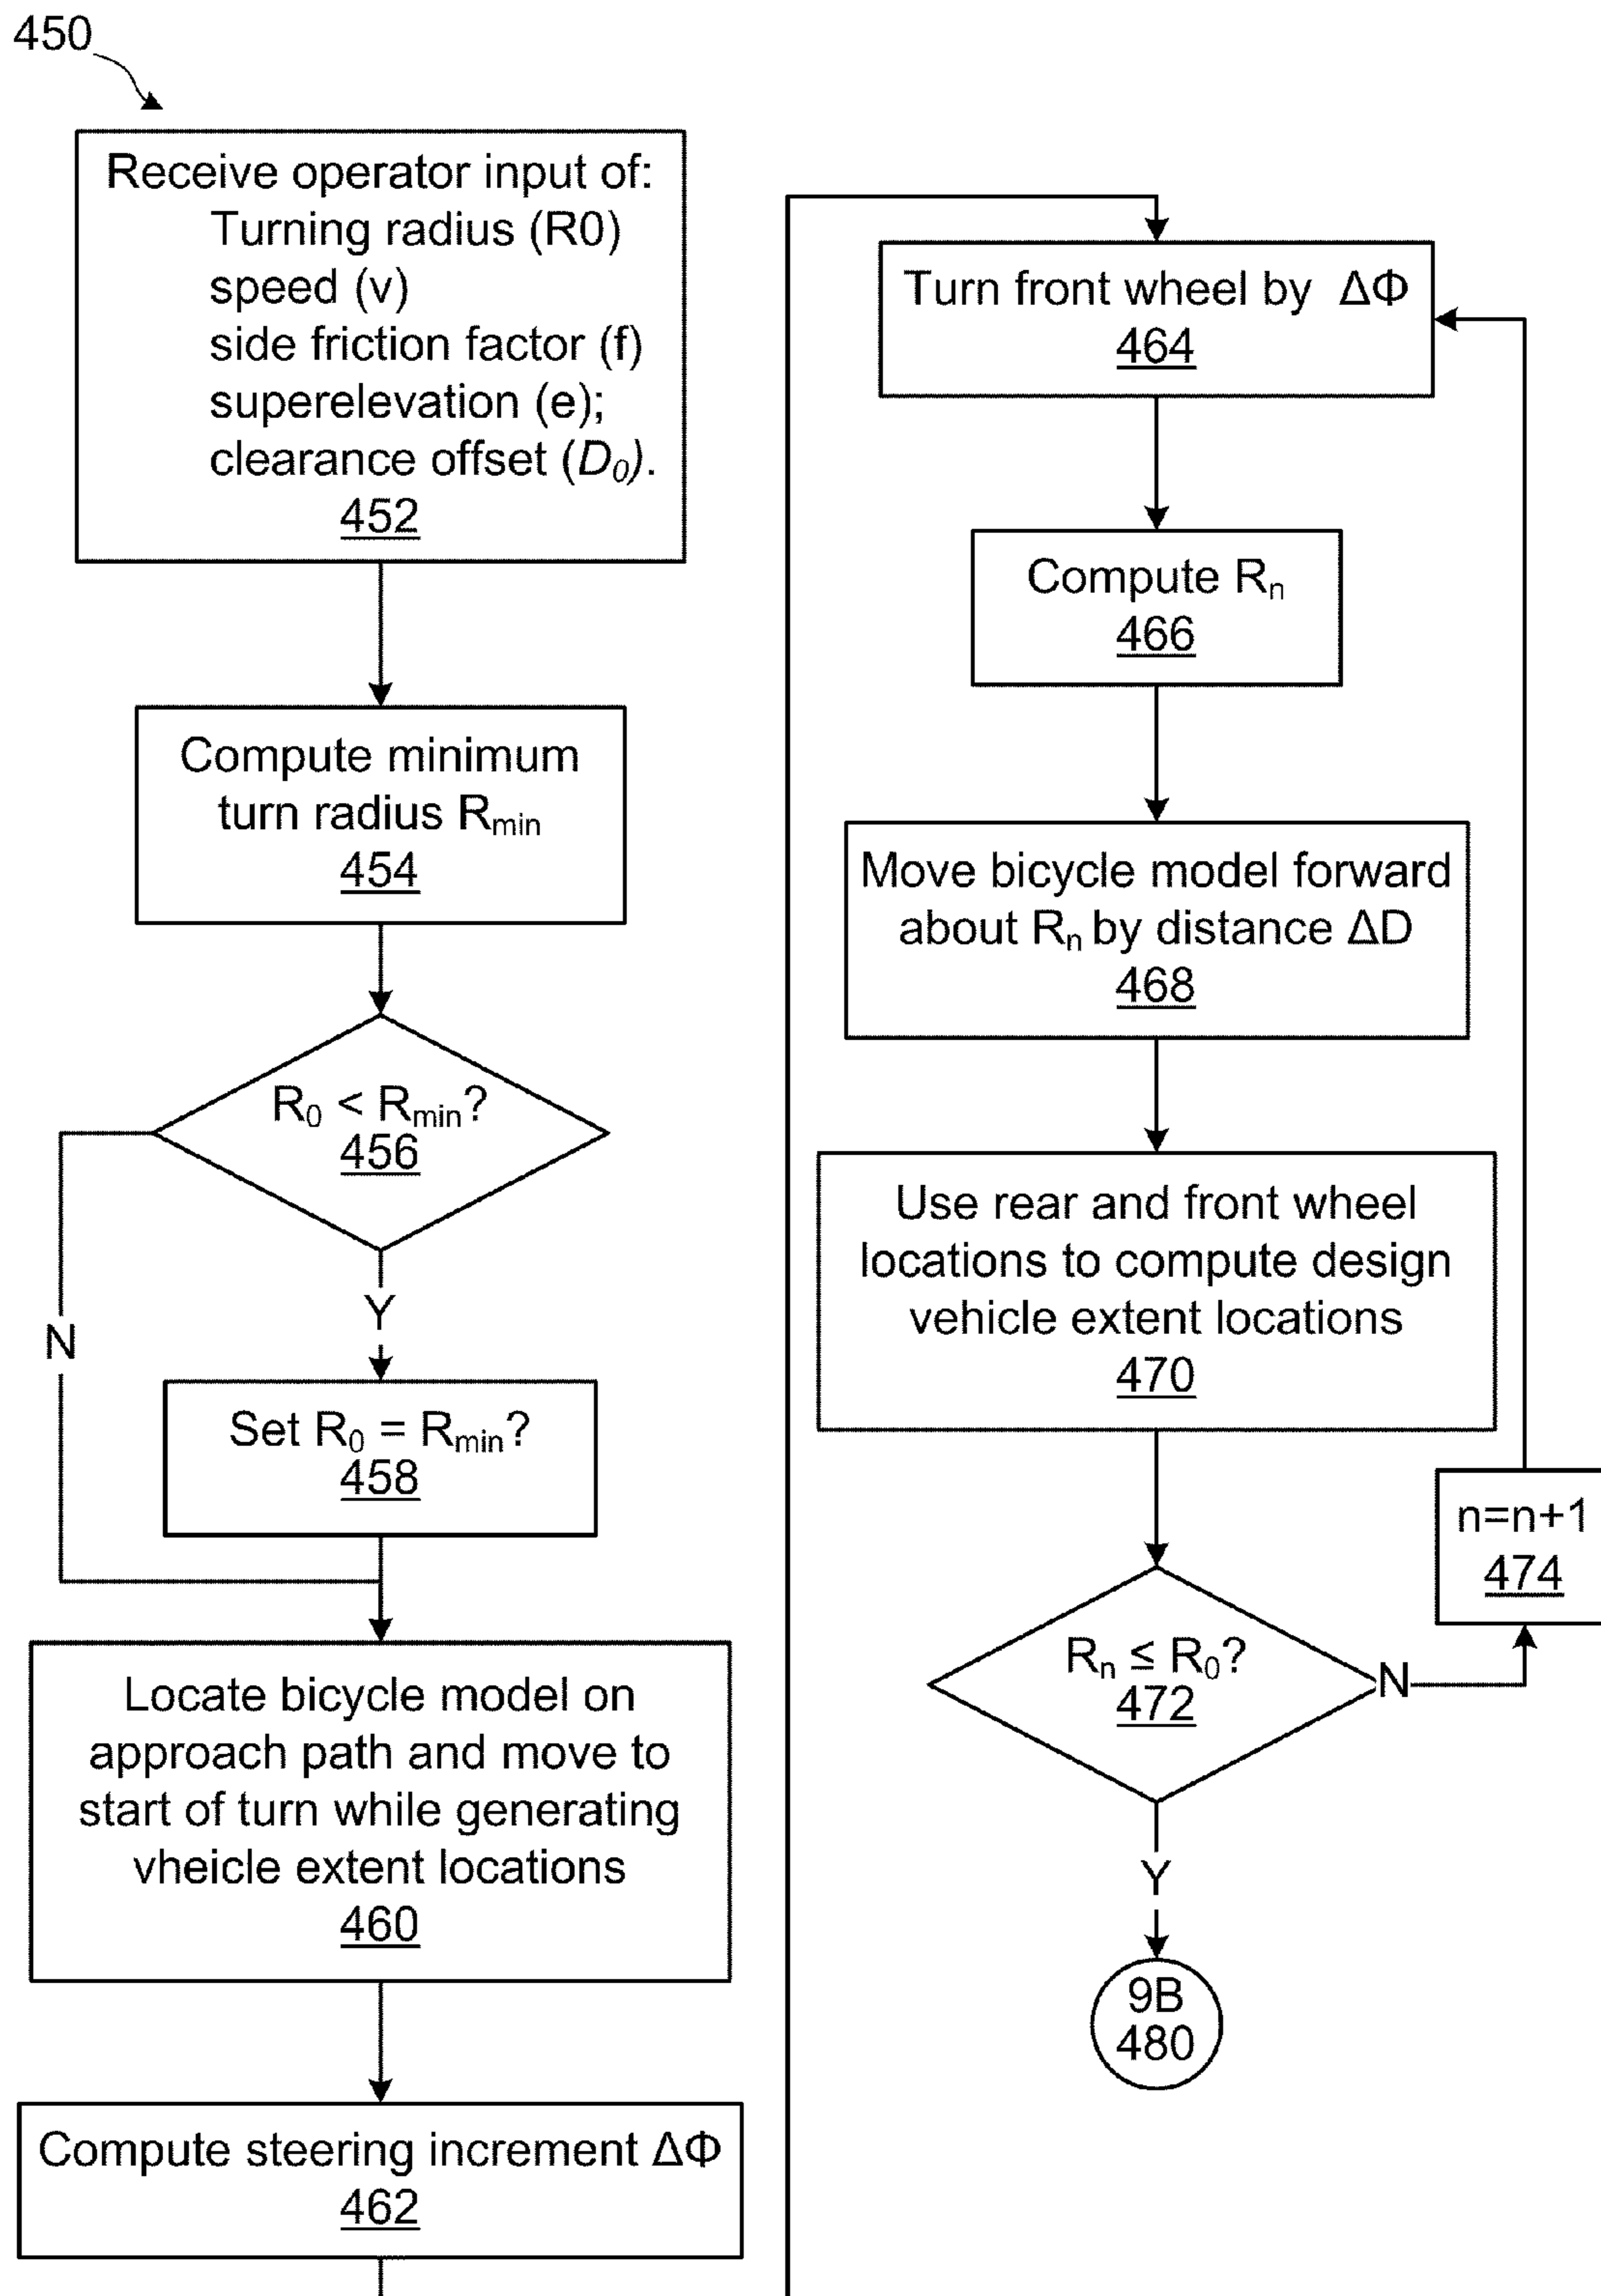 450
Receive operator input of:
Turning radius (R0)
speed (v)
side friction factor (f)
superelevation (e);
clearance offset (D₀).
452
Compute minimum
turn radius Rmin
454
R₀ < Rmin?
456
Y
N
Set R₀ = Rmin?
458
Locate bicycle model on
approach path and move to
start of turn while generating
vheicle extent locations
460
Compute steering increment ΔΦ
462
Turn front wheel by ΔΦ
464
Compute Rn
466
Move bicycle model forward
about Rn by distance ΔD
468
Use rear and front wheel
locations to compute design
vehicle extent locations
470
Rn ≤ R₀?
472
N
n=n+1
474
Y
9B
480